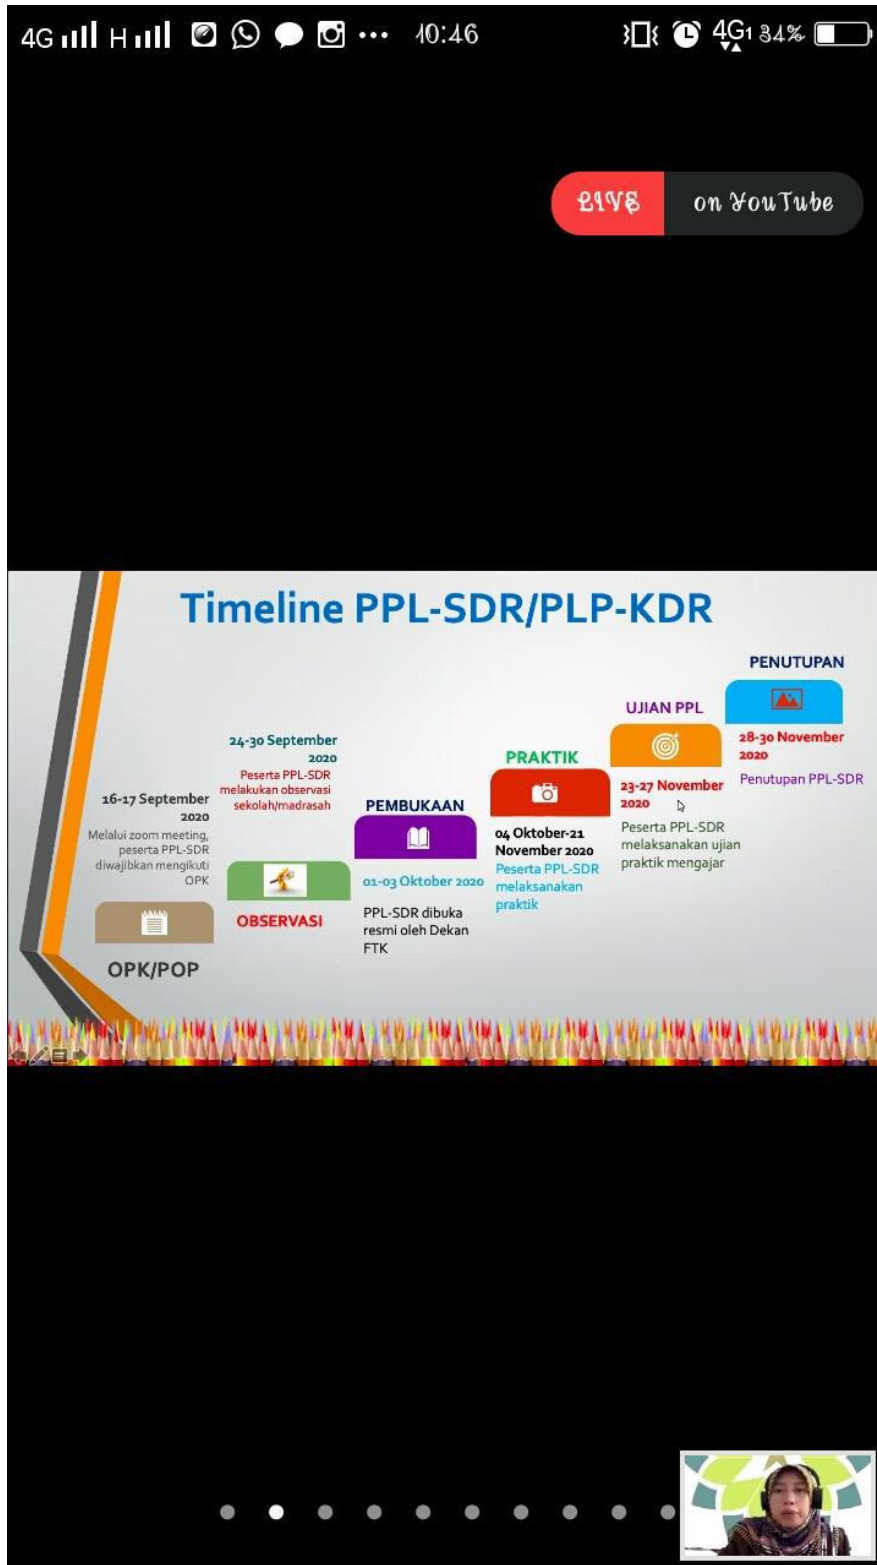 4G H 10:46 4G1 34%
LIVE on YouTube
Timeline PPL-SDR/PLP-KDR
16-17 September
2020
Melalui zoom meeting,
peserta PPL-SDR
diwajibkan mengikuti
OPK
OPK/POP
24-30 September
2020
Peserta PPL-SDR
melakukan observasi
sekolah/madrasah
OBSERVASI
PEMBUKAAN
01-03 Oktober 2020
PPL-SDR dibuka
resmi oleh Dekan
FTK
PRAKTIK
04 Oktober-21
November 2020
Peserta PPL-SDR
melaksanakan
praktik
UJIAN PPL
23-27 November
2020
Peserta PPL-SDR
melaksanakan ujian
praktik mengajar
PENUTUPAN
28-30 November
2020
Penutupan PPL-SDR